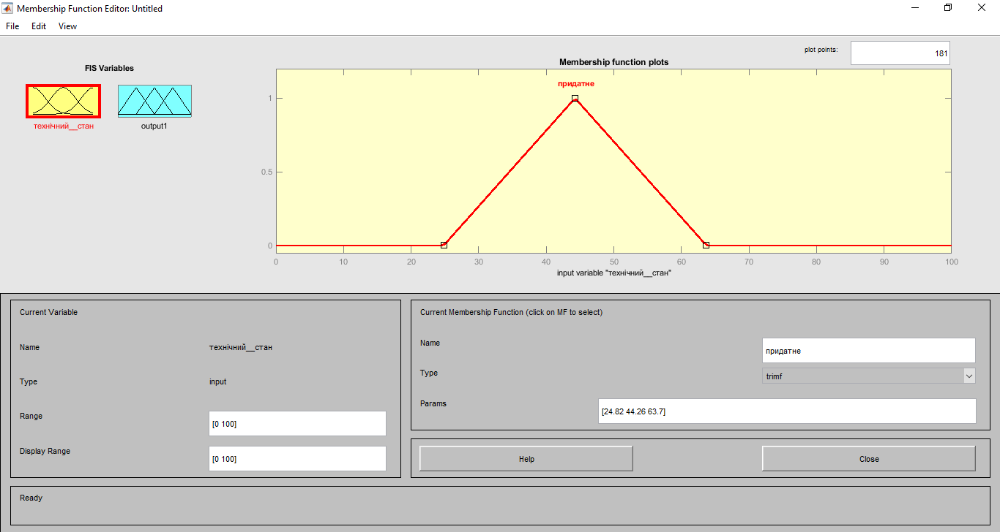 Membership Function Editor: Untitled
File Edit View
plot points: 181
FIS Variables
Membership function plots
технічний__стан
output1
придатне
1
0.5
0
0 10 20 30 40 50 60 70 80 90 100
input variable "технічний__стан"
Current Variable
Name технічний__стан
Type input
Range [0 100]
Display Range [0 100]
Current Membership Function (click on MF to select)
Name придатне
Type trimf
Params [24.82 44.26 63.7]
Help Close
Ready